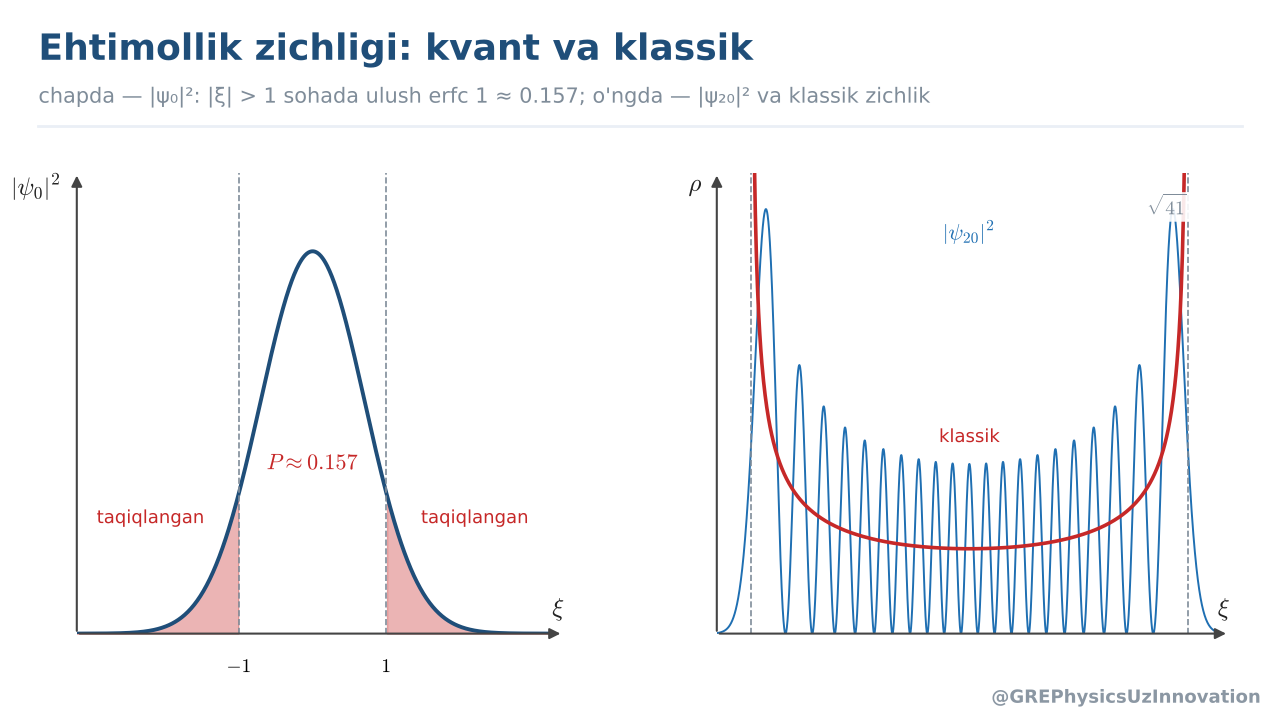 Ehtimollik zichligi: kvant va klassik
chapda — |ψ₀|²: |ξ| > 1 sohada ulush erfc 1 ≈ 0.157; o'ngda — |ψ₂₀|² va klassik zichlik
|ψ₀|²
P ≈ 0.157
taqiqlangan
taqiqlangan
ξ
−1
1
ρ
√41
|ψ₂₀|²
klassik
ξ
@GREPhysicsUzInnovation